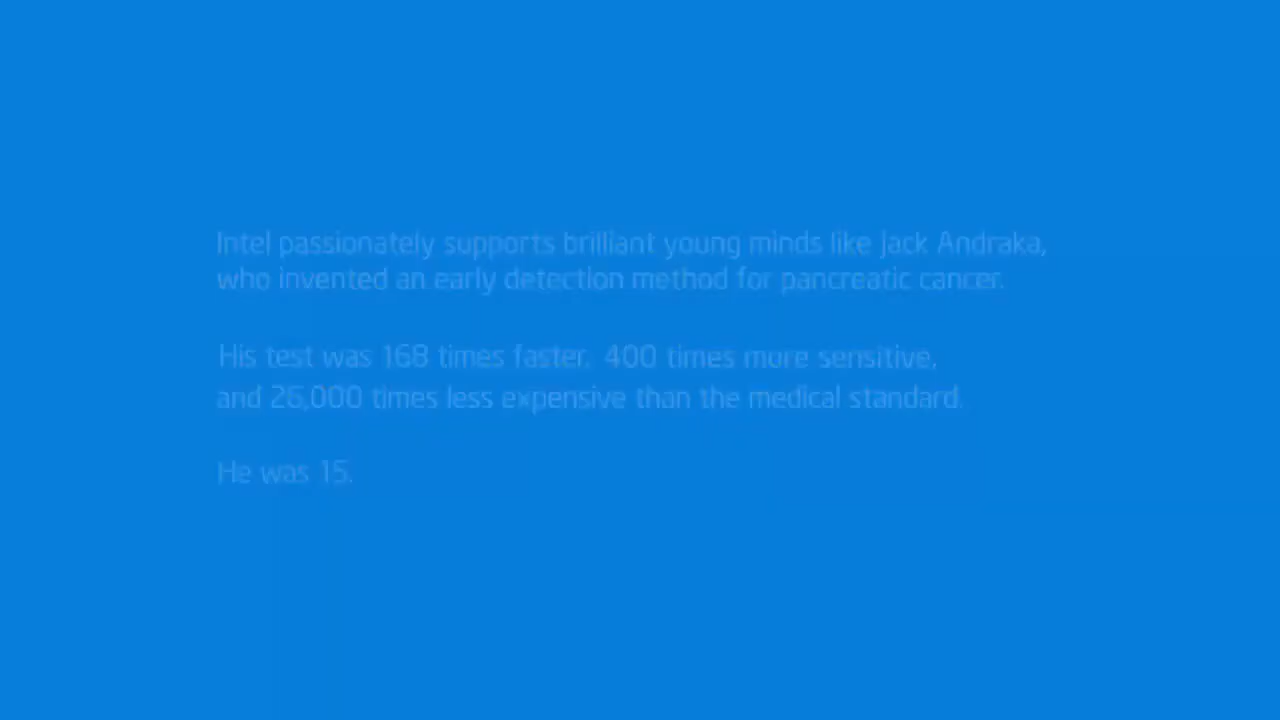 Intel passionately supports brilliant young minds like Jack Andraka,
who invented an early detection method for pancreatic cancer.
His test was 168 times faster, 400 times more sensitive,
and 26,000 times less expensive than the medical standard.
He was 15.